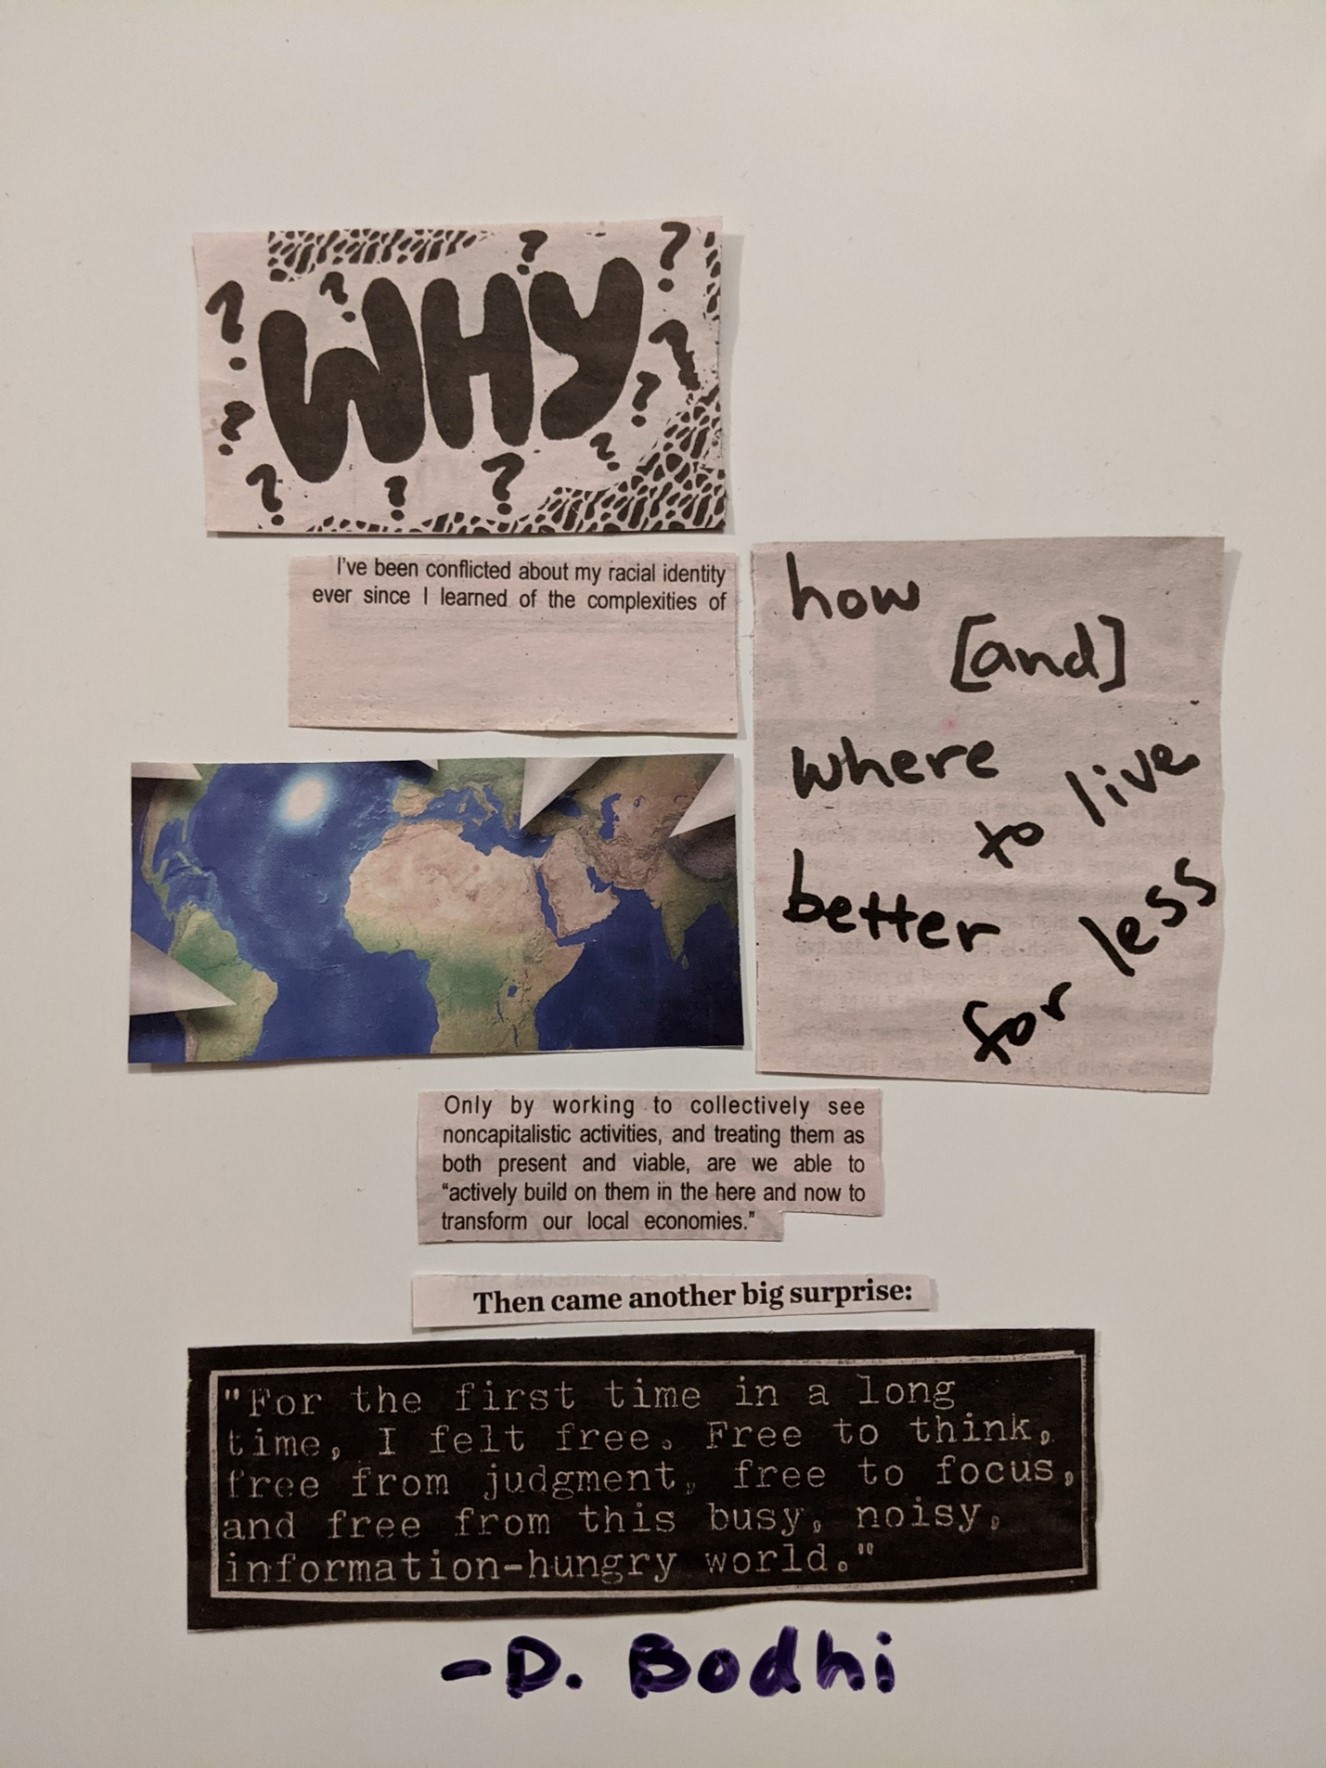 WHY
I've been conflicted about my racial identity
ever since I learned of the complexities of
how
[and]
where
to live
better
for less
Only by working to collectively see
noncapitalistic activities, and treating them as
both present and viable, are we able to
“actively build on them in the here and now to
transform our local economies.”
Then came another big surprise:
"For the first time in a long
time, I felt free. Free to think,
free from judgment, free to focus,
and free from this busy, noisy,
information-hungry world."
-D. Bodhi